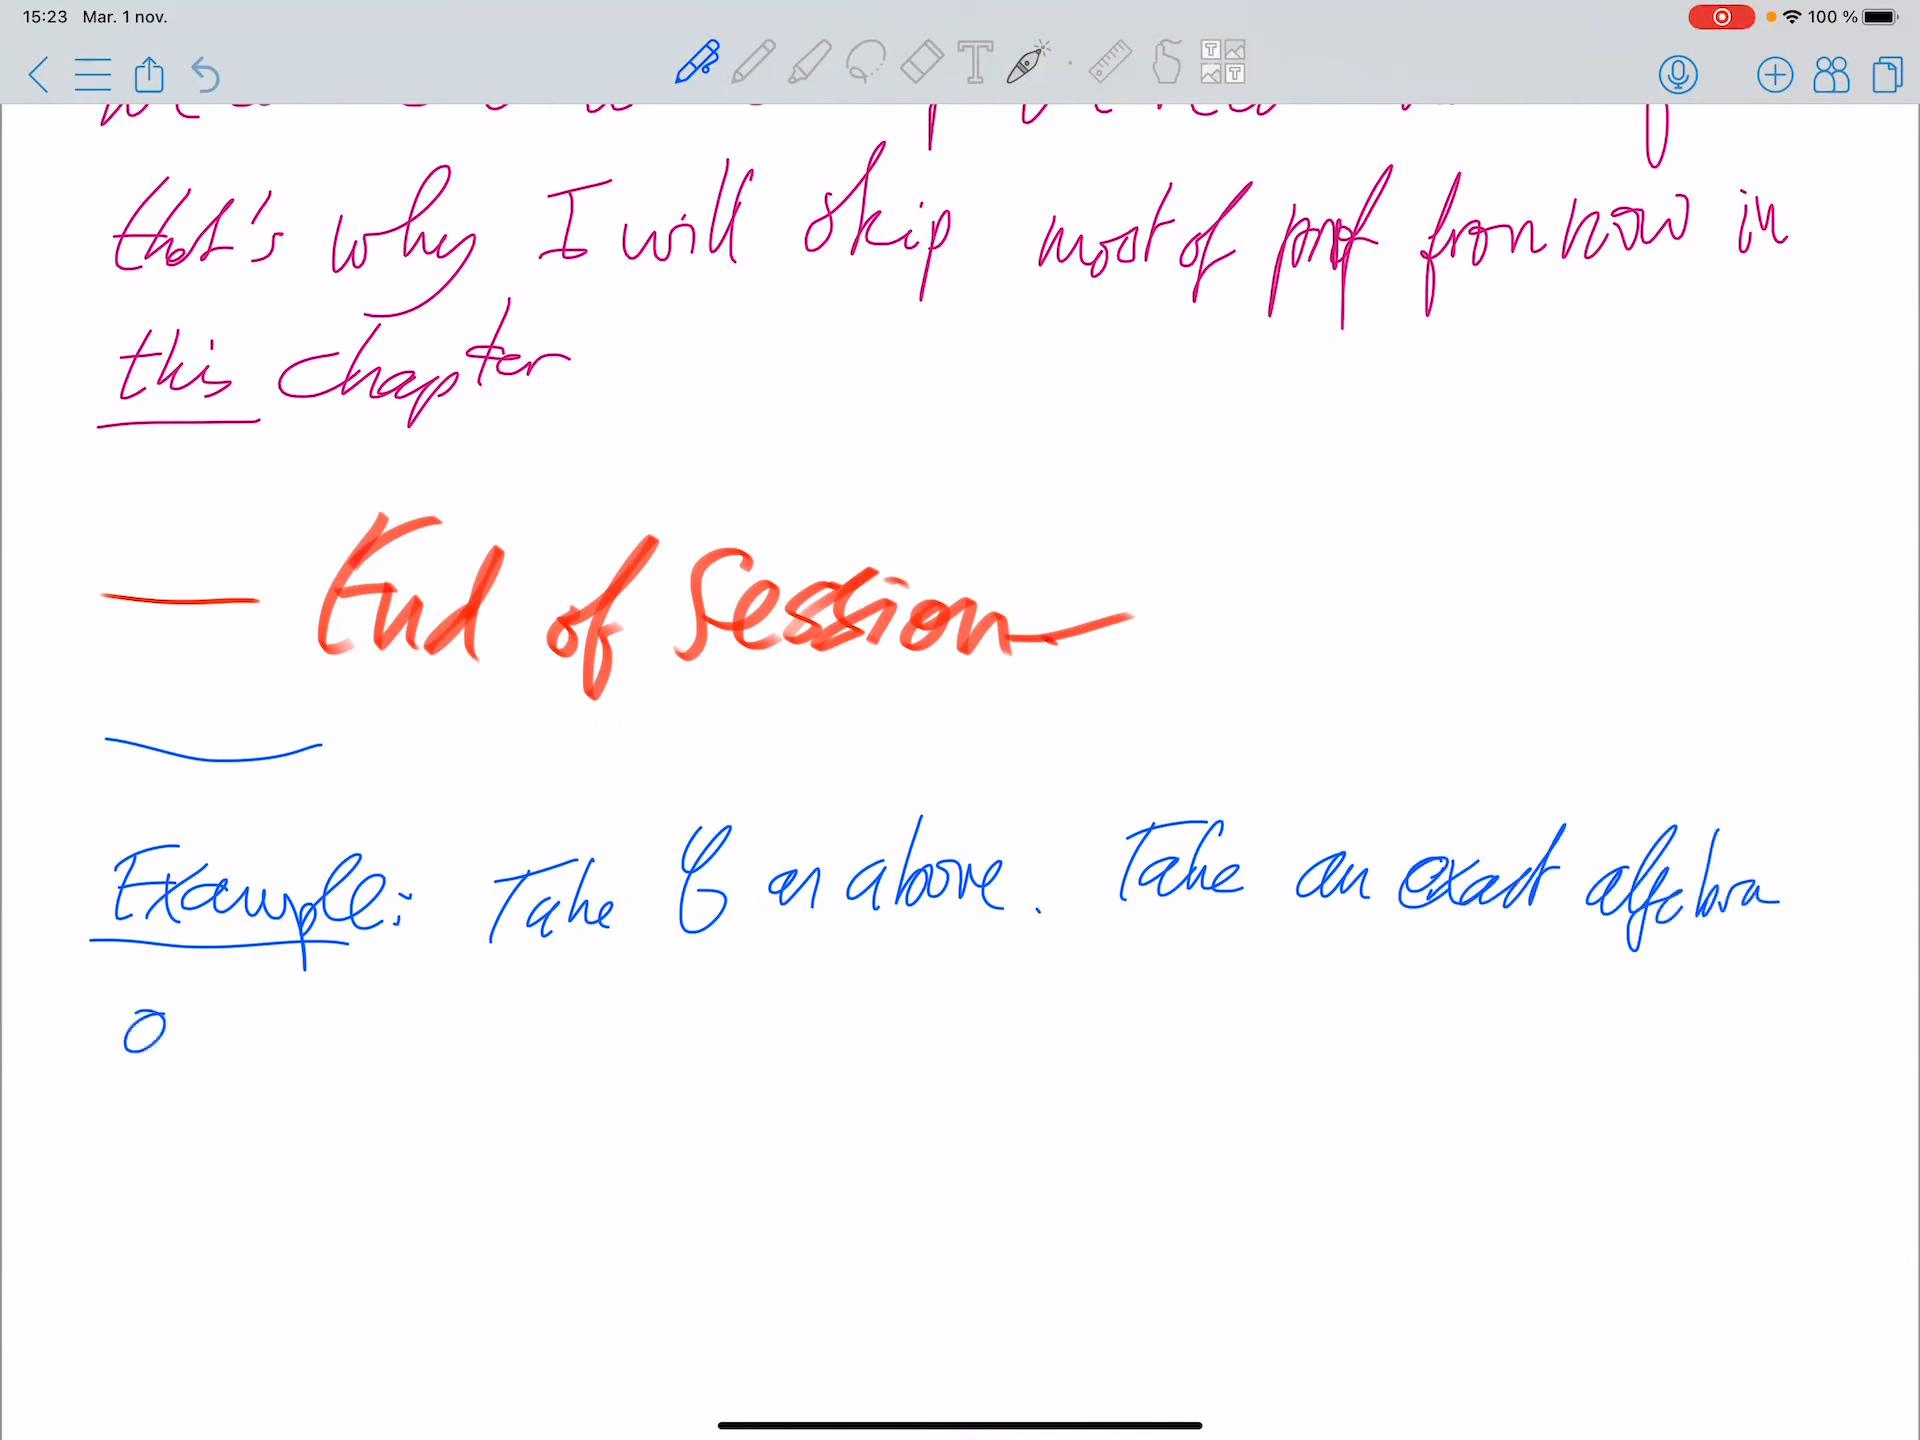 15:23 Mar. 1 nov. 100 %
that's why I will skip most of proof from now in
this chapter
— End of Session —
Example: Take 𝒞 as above. Take an exact algebra
O